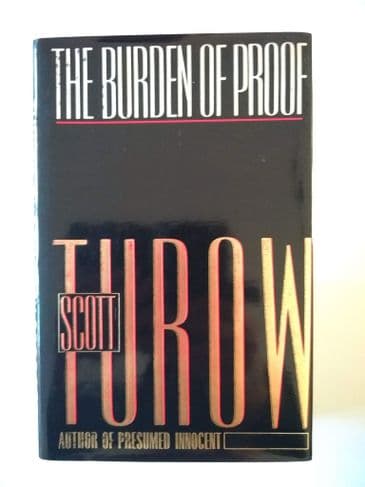 THE BURDEN OF PROOF
SCOTT
TUROW
AUTHOR OF PRESUMED INNOCENT